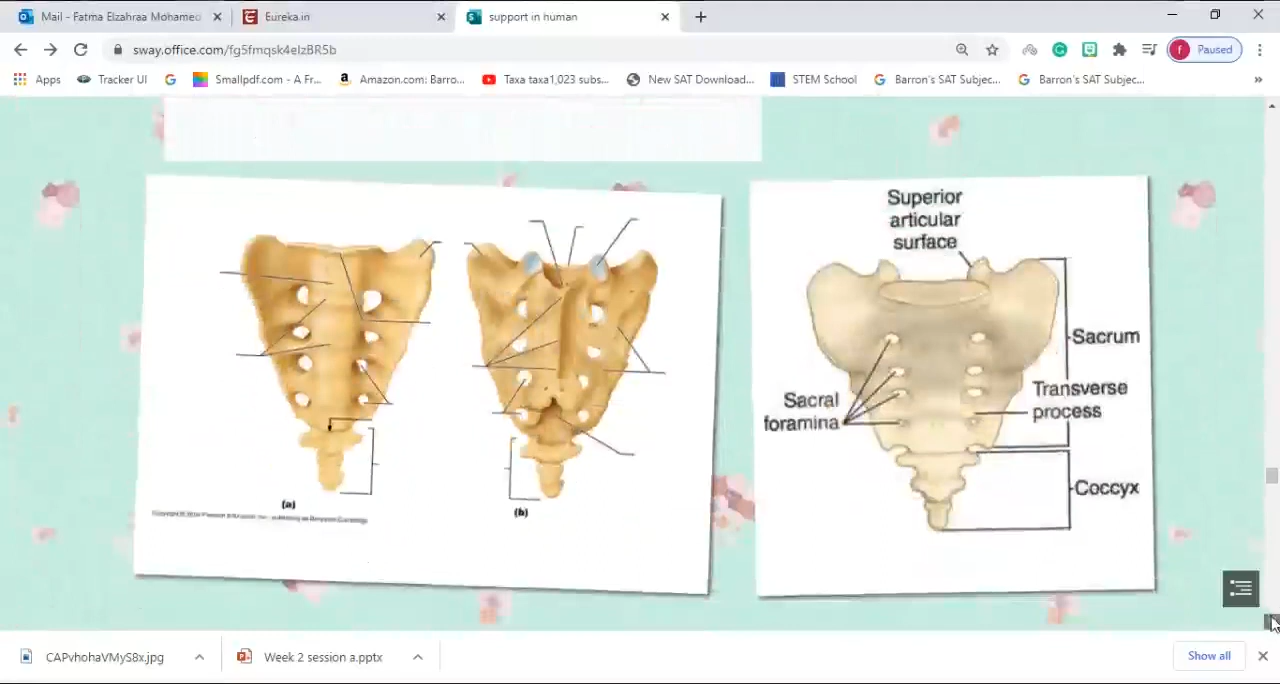 Mail - Fatma Elzahraa Mohamed
Eureka.in
support in human
sway.office.com/fg5fmqsk4elzBR5b
f Paused
Apps
Tracker UI
Smallpdf.com - A Fr...
Amazon.com: Barro...
Taxa taxa1,023 subs...
New SAT Download...
STEM School
Barron's SAT Subjec...
Barron's SAT Subjec...
»
Superior
articular
surface
Sacrum
Sacral
foramina
Transverse
process
Coccyx
(a)
(b)
CAPvhohaVMyS8x.jpg
Week 2 session a.pptx
Show all